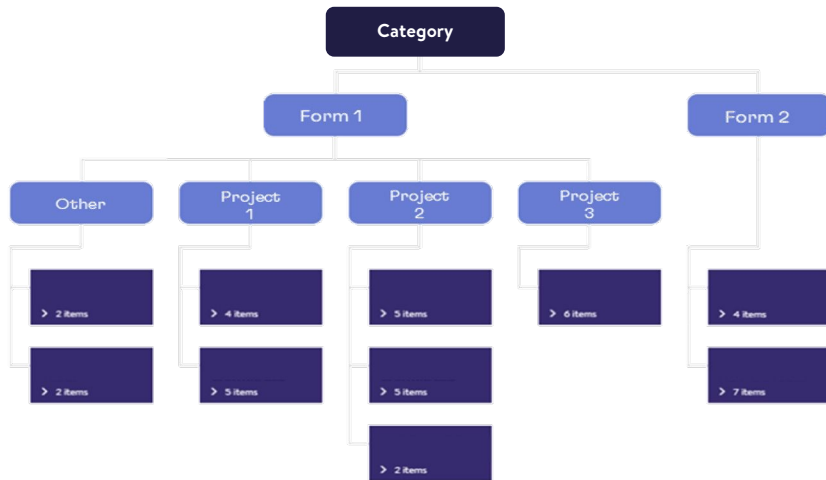 Category
Form 1
Form 2
Other
Project
1
Project
2
Project
3
> 2 items
> 4 items
> 5 items
> 6 items
> 4 items
> 2 items
> 5 items
> 5 items
> 7 items
> 2 items